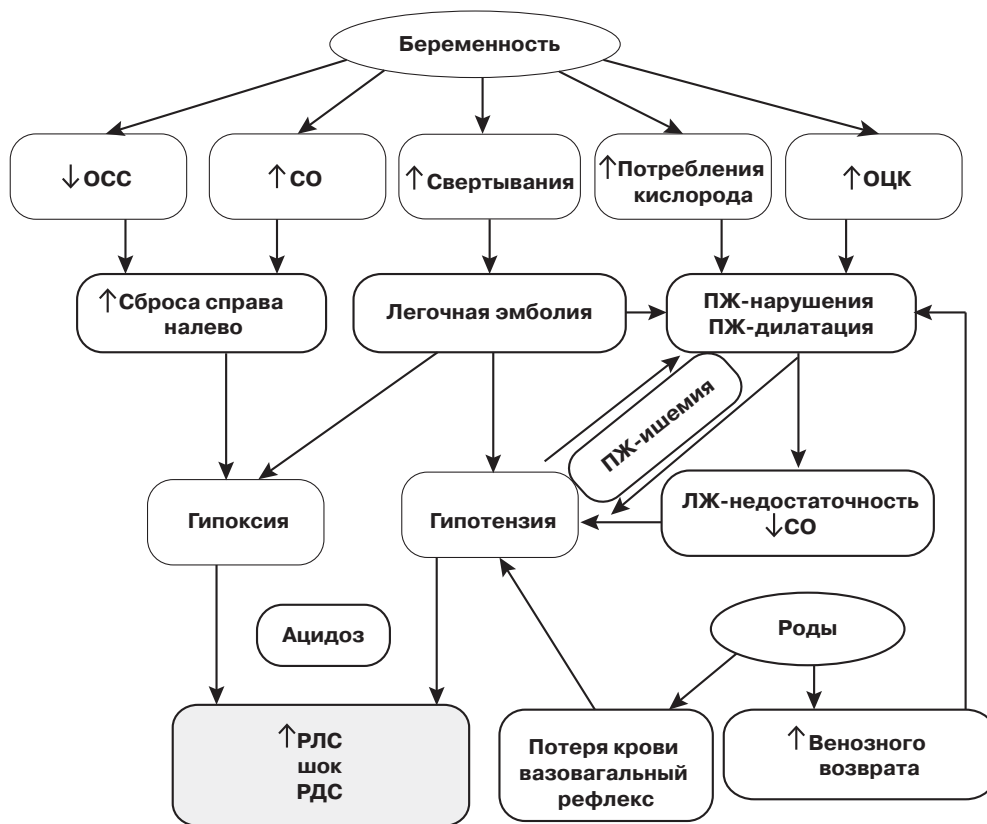 Беременность
↓ ОСС
↑ СО
↑ Свертывания
↑ Потребления
кислорода
↑ ОЦК
↑ Сброса справа
налево
Легочная эмболия
ПЖ-нарушения
ПЖ-дилатация
ПЖ-ишемия
Гипоксия
Гипотензия
ЛЖ-недостаточность
↓ СО
Ацидоз
Роды
↑ РЛС
шок
РДС
Потеря крови
вазовагальный
рефлекс
↑ Венозного
возврата